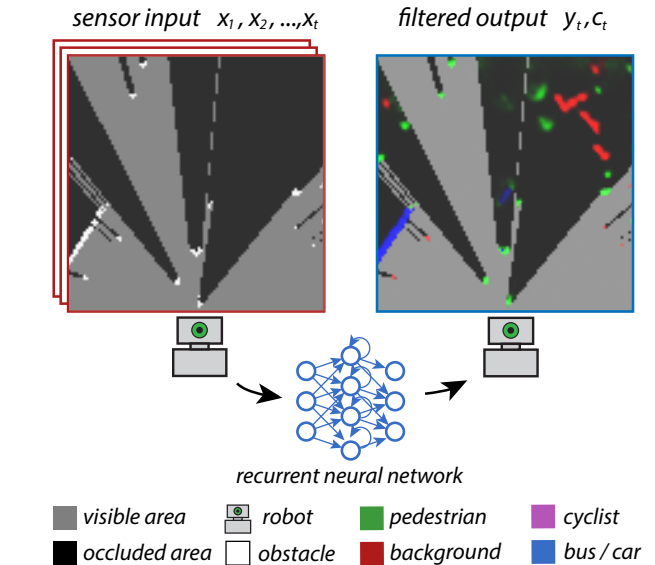 sensor input x1, x2, ...,xt
filtered output yt, ct
recurrent neural network
visible area
robot
pedestrian
cyclist
occluded area
obstacle
background
bus / car